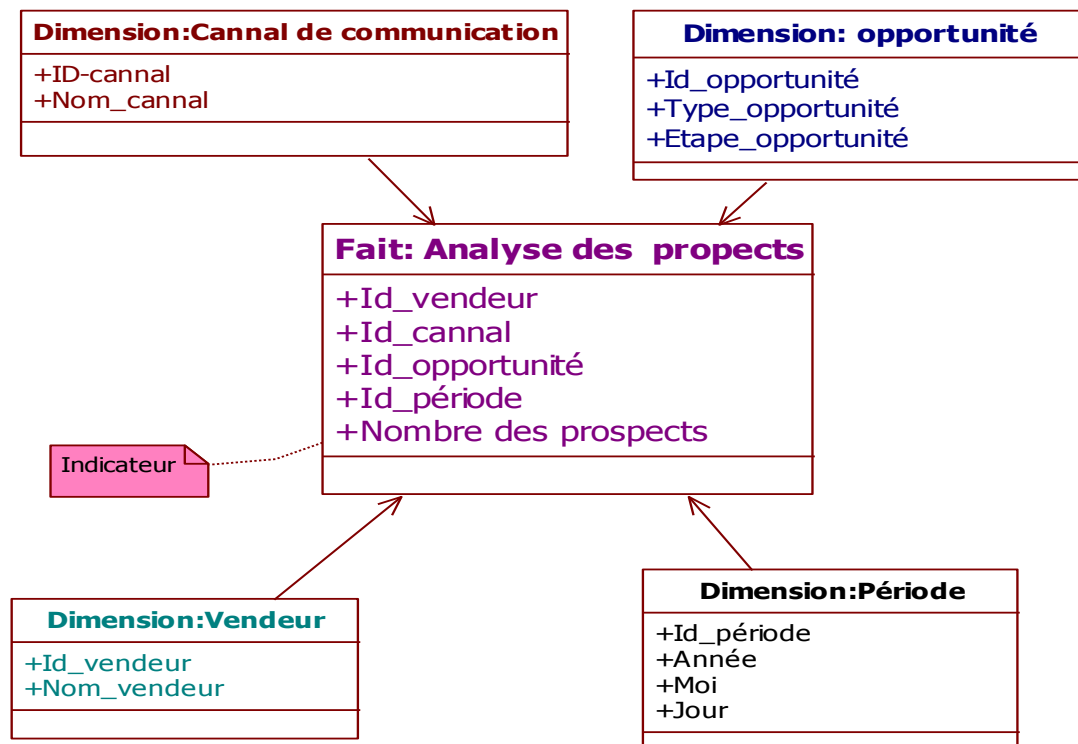 Dimension:Cannal de communication
+ID-cannal
+Nom_cannal
Dimension: opportunité
+Id_opportunité
+Type_opportunité
+Etape_opportunité
Fait: Analyse des propects
+Id_vendeur
+Id_cannal
+Id_opportunité
+Id_période
+Nombre des prospects
Indicateur
Dimension:Vendeur
+Id_vendeur
+Nom_vendeur
Dimension:Période
+Id_période
+Année
+Moi
+Jour